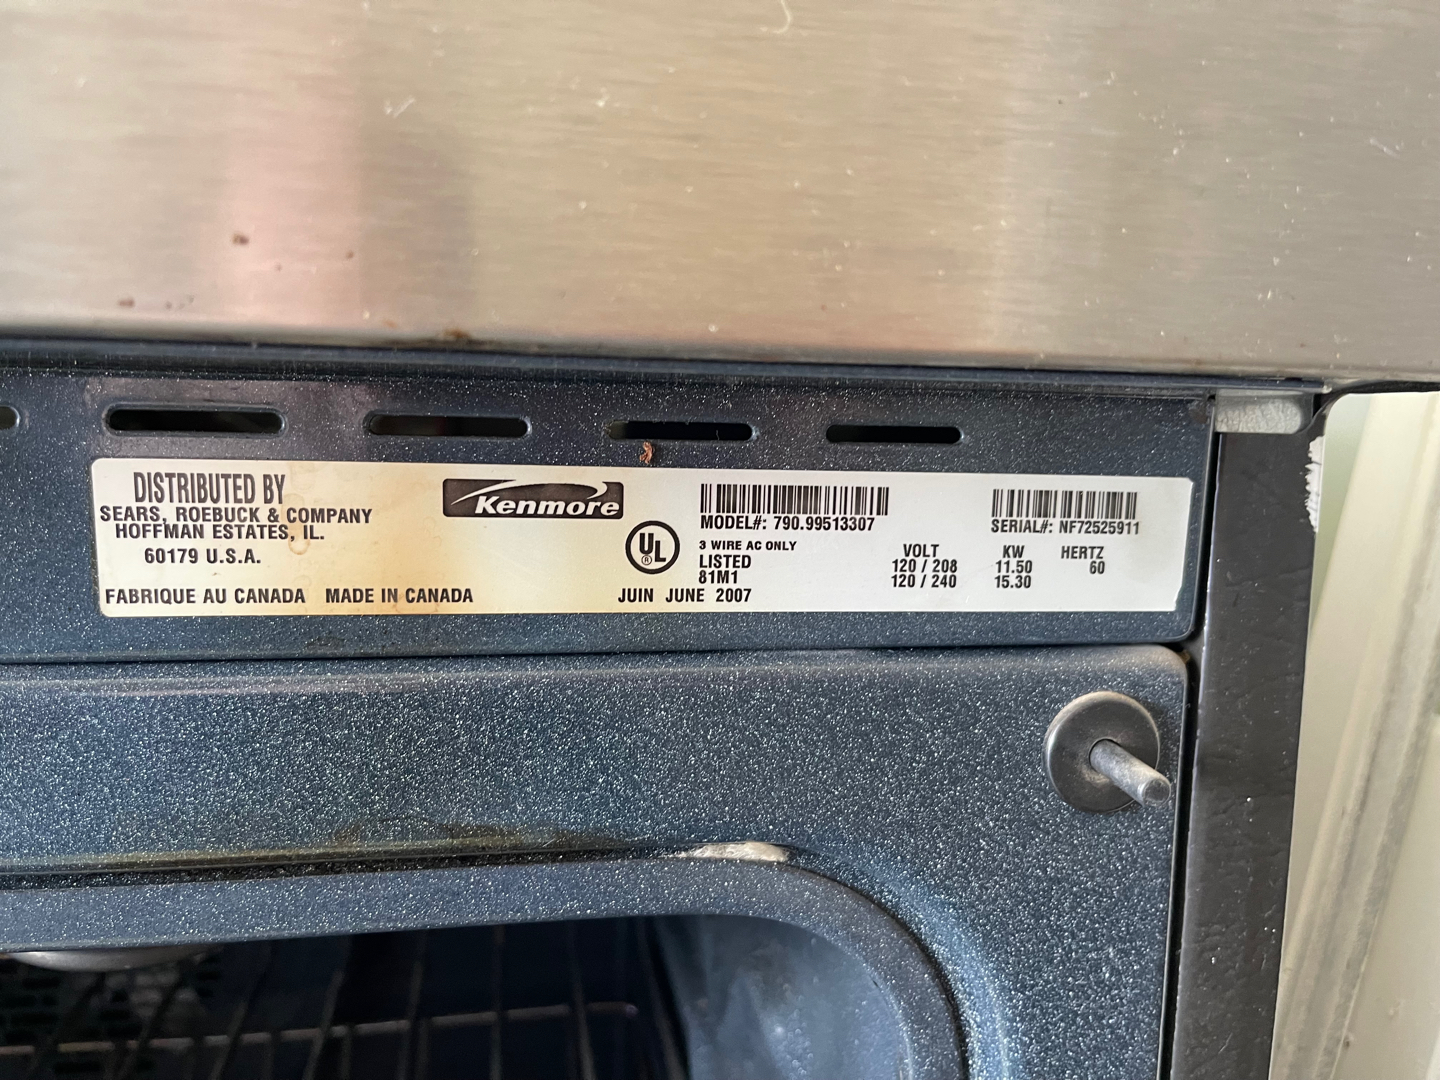 DISTRIBUTED BY
SEARS, ROEBUCK & COMPANY
HOFFMAN ESTATES, IL.
60179 U.S.A.
FABRIQUE AU CANADA MADE IN CANADA
Kenmore
UL
®
MODEL#: 790.99513307
3 WIRE AC ONLY
LISTED
81M1
JUIN JUNE 2007
SERIAL#: NF72525911
VOLT KW HERTZ
120 / 208 11.50 60
120 / 240 15.30